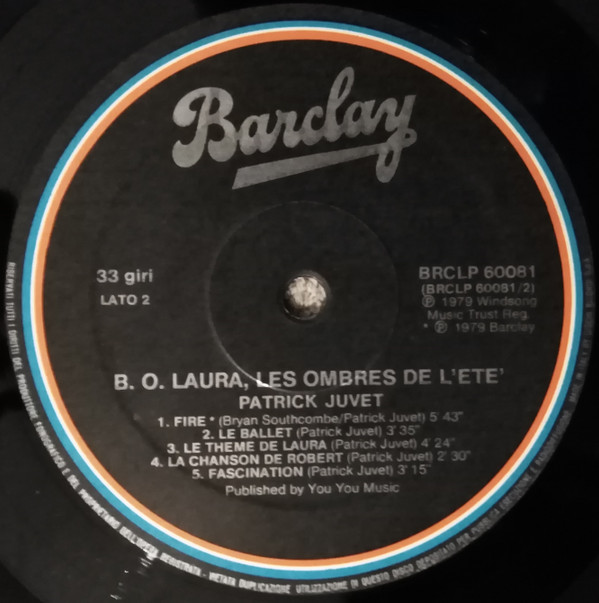 Barclay
33 giri
LATO 2
BRCLP 60081
(BRCLP 60081/2)
℗ 1979 Windsong
Music Trust Reg.
* ℗ 1979 Barclay
B. O. LAURA, LES OMBRES DE L'ETE'
PATRICK JUVET
1. FIRE * (Bryan Southcombe/Patrick Juvet) 5' 43"
2. LE BALLET (Patrick Juvet) 3' 35"
3. LE THEME DE LAURA (Patrick Juvet) 4' 24"
4. LA CHANSON DE ROBERT (Patrick Juvet) 2' 30"
5. FASCINATION (Patrick Juvet) 3' 15"
Published by You You Music
RISERVATI TUTTI I DIRITTI DEL PRODUTTORE FONOGRAFICO E DEL PROPRIETARIO DELL'OPERA REGISTRATA - VIETATA DUPLICAZIONE UTILIZZAZIONE DI QUESTO DISCO